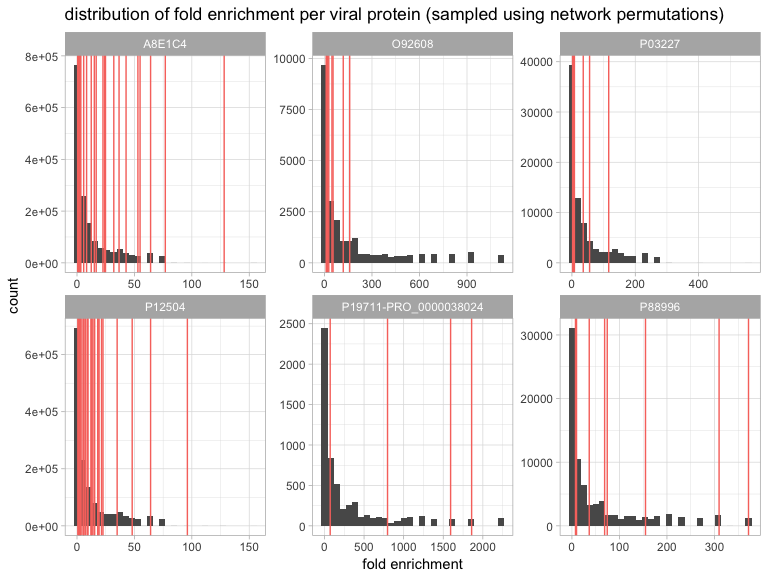 distribution of fold enrichment per viral protein (sampled using network permutations)
A8E1C4
O92608
P03227
8e+05
6e+05
4e+05
2e+05
0e+00
0
50
100
150
10000
7500
5000
2500
0
0
300
600
900
40000
30000
20000
10000
0
0
200
400
count
P12504
P19711-PRO_0000038024
P88996
6e+05
4e+05
2e+05
0e+00
0
50
100
150
2500
2000
1500
1000
500
0
0
500
1000
1500
2000
30000
20000
10000
0
0
100
200
300
fold enrichment